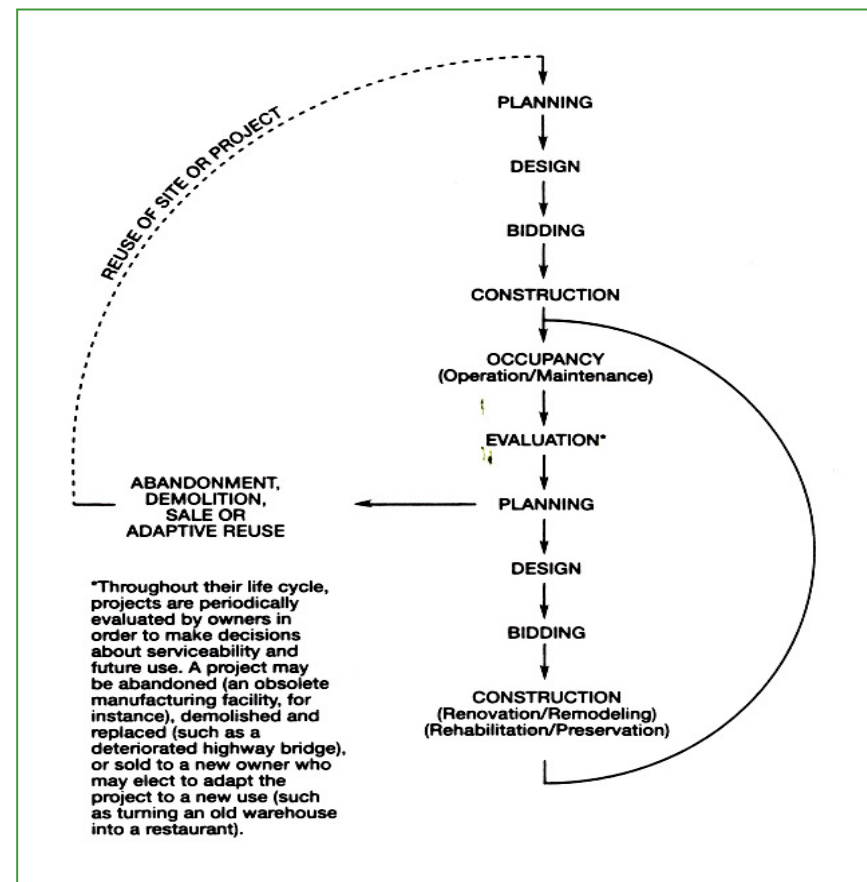 REUSE OF SITE OR PROJECT
PLANNING
DESIGN
BIDDING
CONSTRUCTION
OCCUPANCY
(Operation/Maintenance)
EVALUATION*
ABANDONMENT,
DEMOLITION,
SALE OR
ADAPTIVE REUSE
PLANNING
DESIGN
BIDDING
CONSTRUCTION
(Renovation/Remodeling)
(Rehabilitation/Preservation)
*Throughout their life cycle,
projects are periodically
evaluated by owners in
order to make decisions
about serviceability and
future use. A project may
be abandoned (an obsolete
manufacturing facility, for
instance), demolished and
replaced (such as a
deteriorated highway bridge),
or sold to a new owner who
may elect to adapt the
project to a new use (such
as turning an old warehouse
into a restaurant).